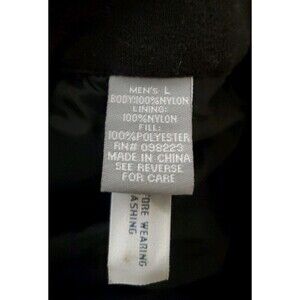 MEN'S L
BODY:100%NYLON
LINING:
100%NYLON
FILL:
100%POLYESTER
RN# 098223
MADE IN CHINA
SEE REVERSE
FOR CARE
FORE WEARING
ASHING